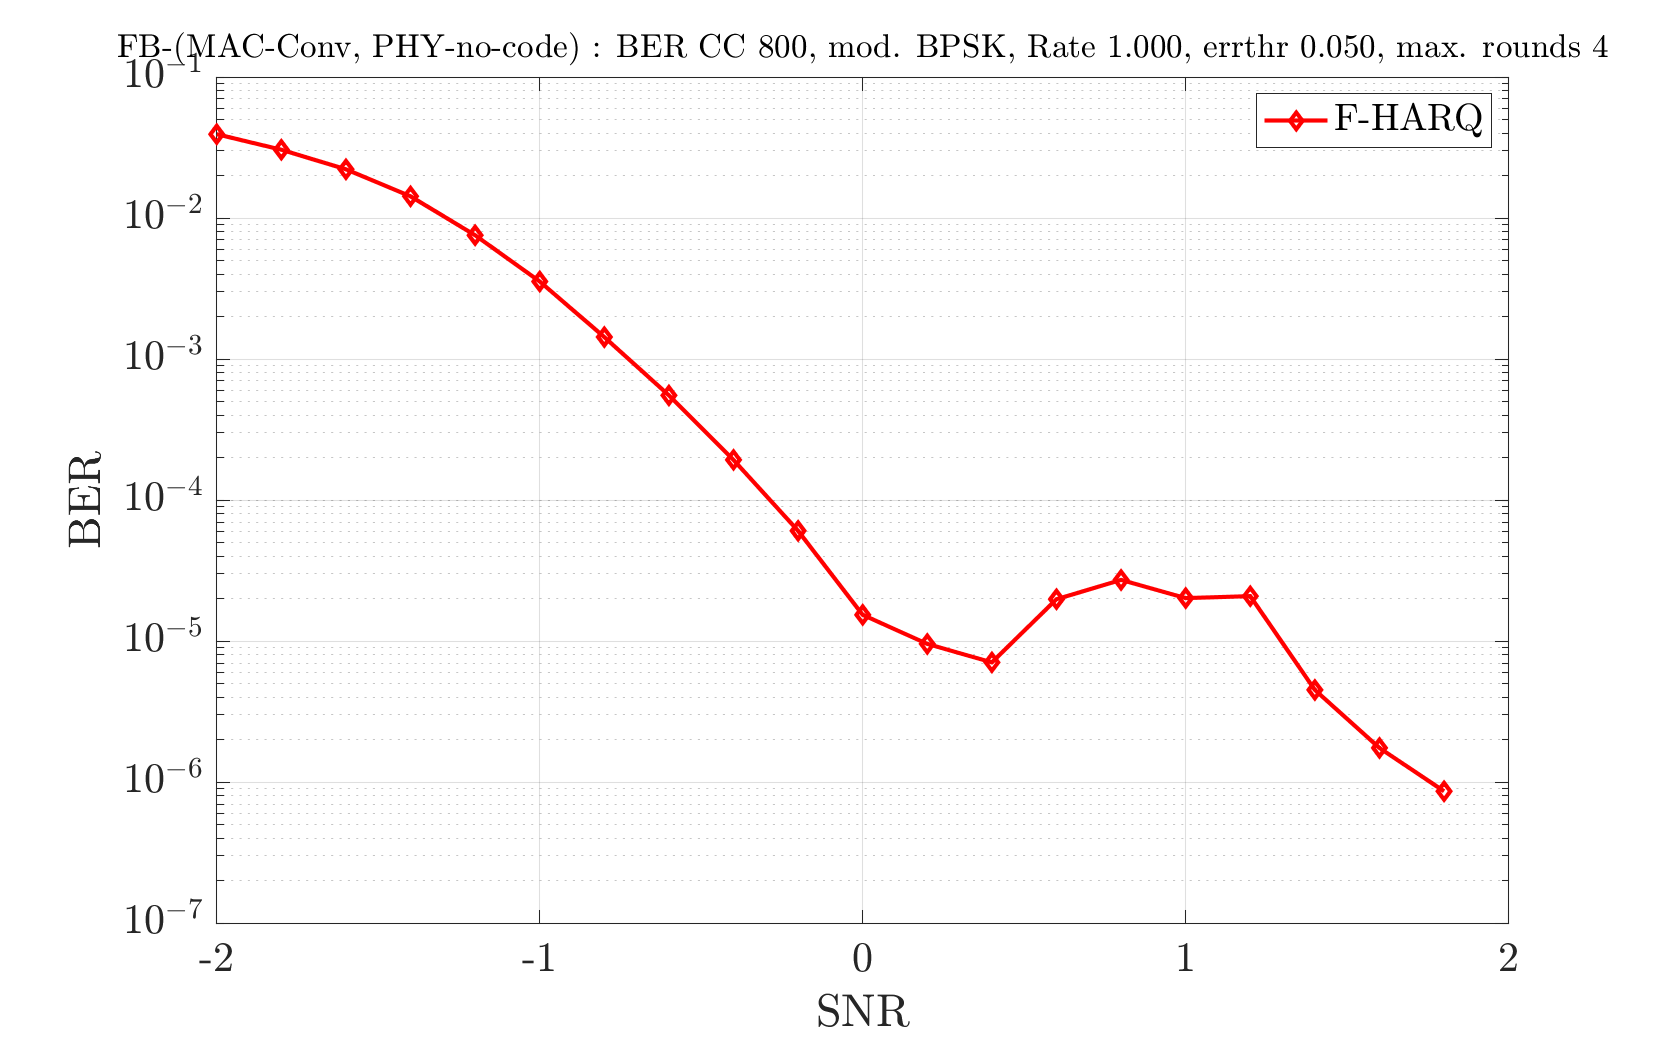 FB-(MAC-Conv, PHY-no-code) : BER CC 800, mod. BPSK, Rate 1.000, errthr 0.050, max. rounds 4
F-HARQ
10^{-1}
10^{-2}
10^{-3}
10^{-4}
10^{-5}
10^{-6}
10^{-7}
BER
-2 -1 0 1 2
SNR